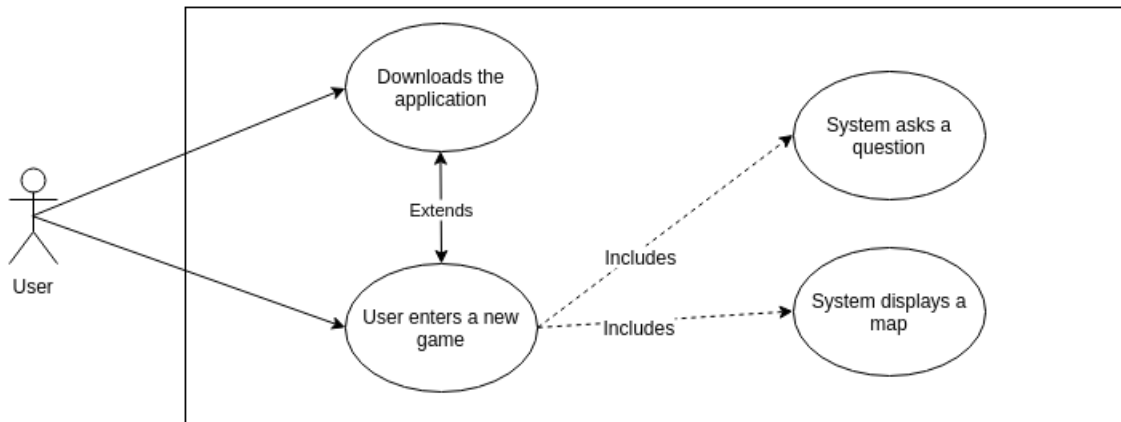 Downloads the
application
System asks a
question
Extends
Includes
User
User enters a new
game
System displays a
map
Includes